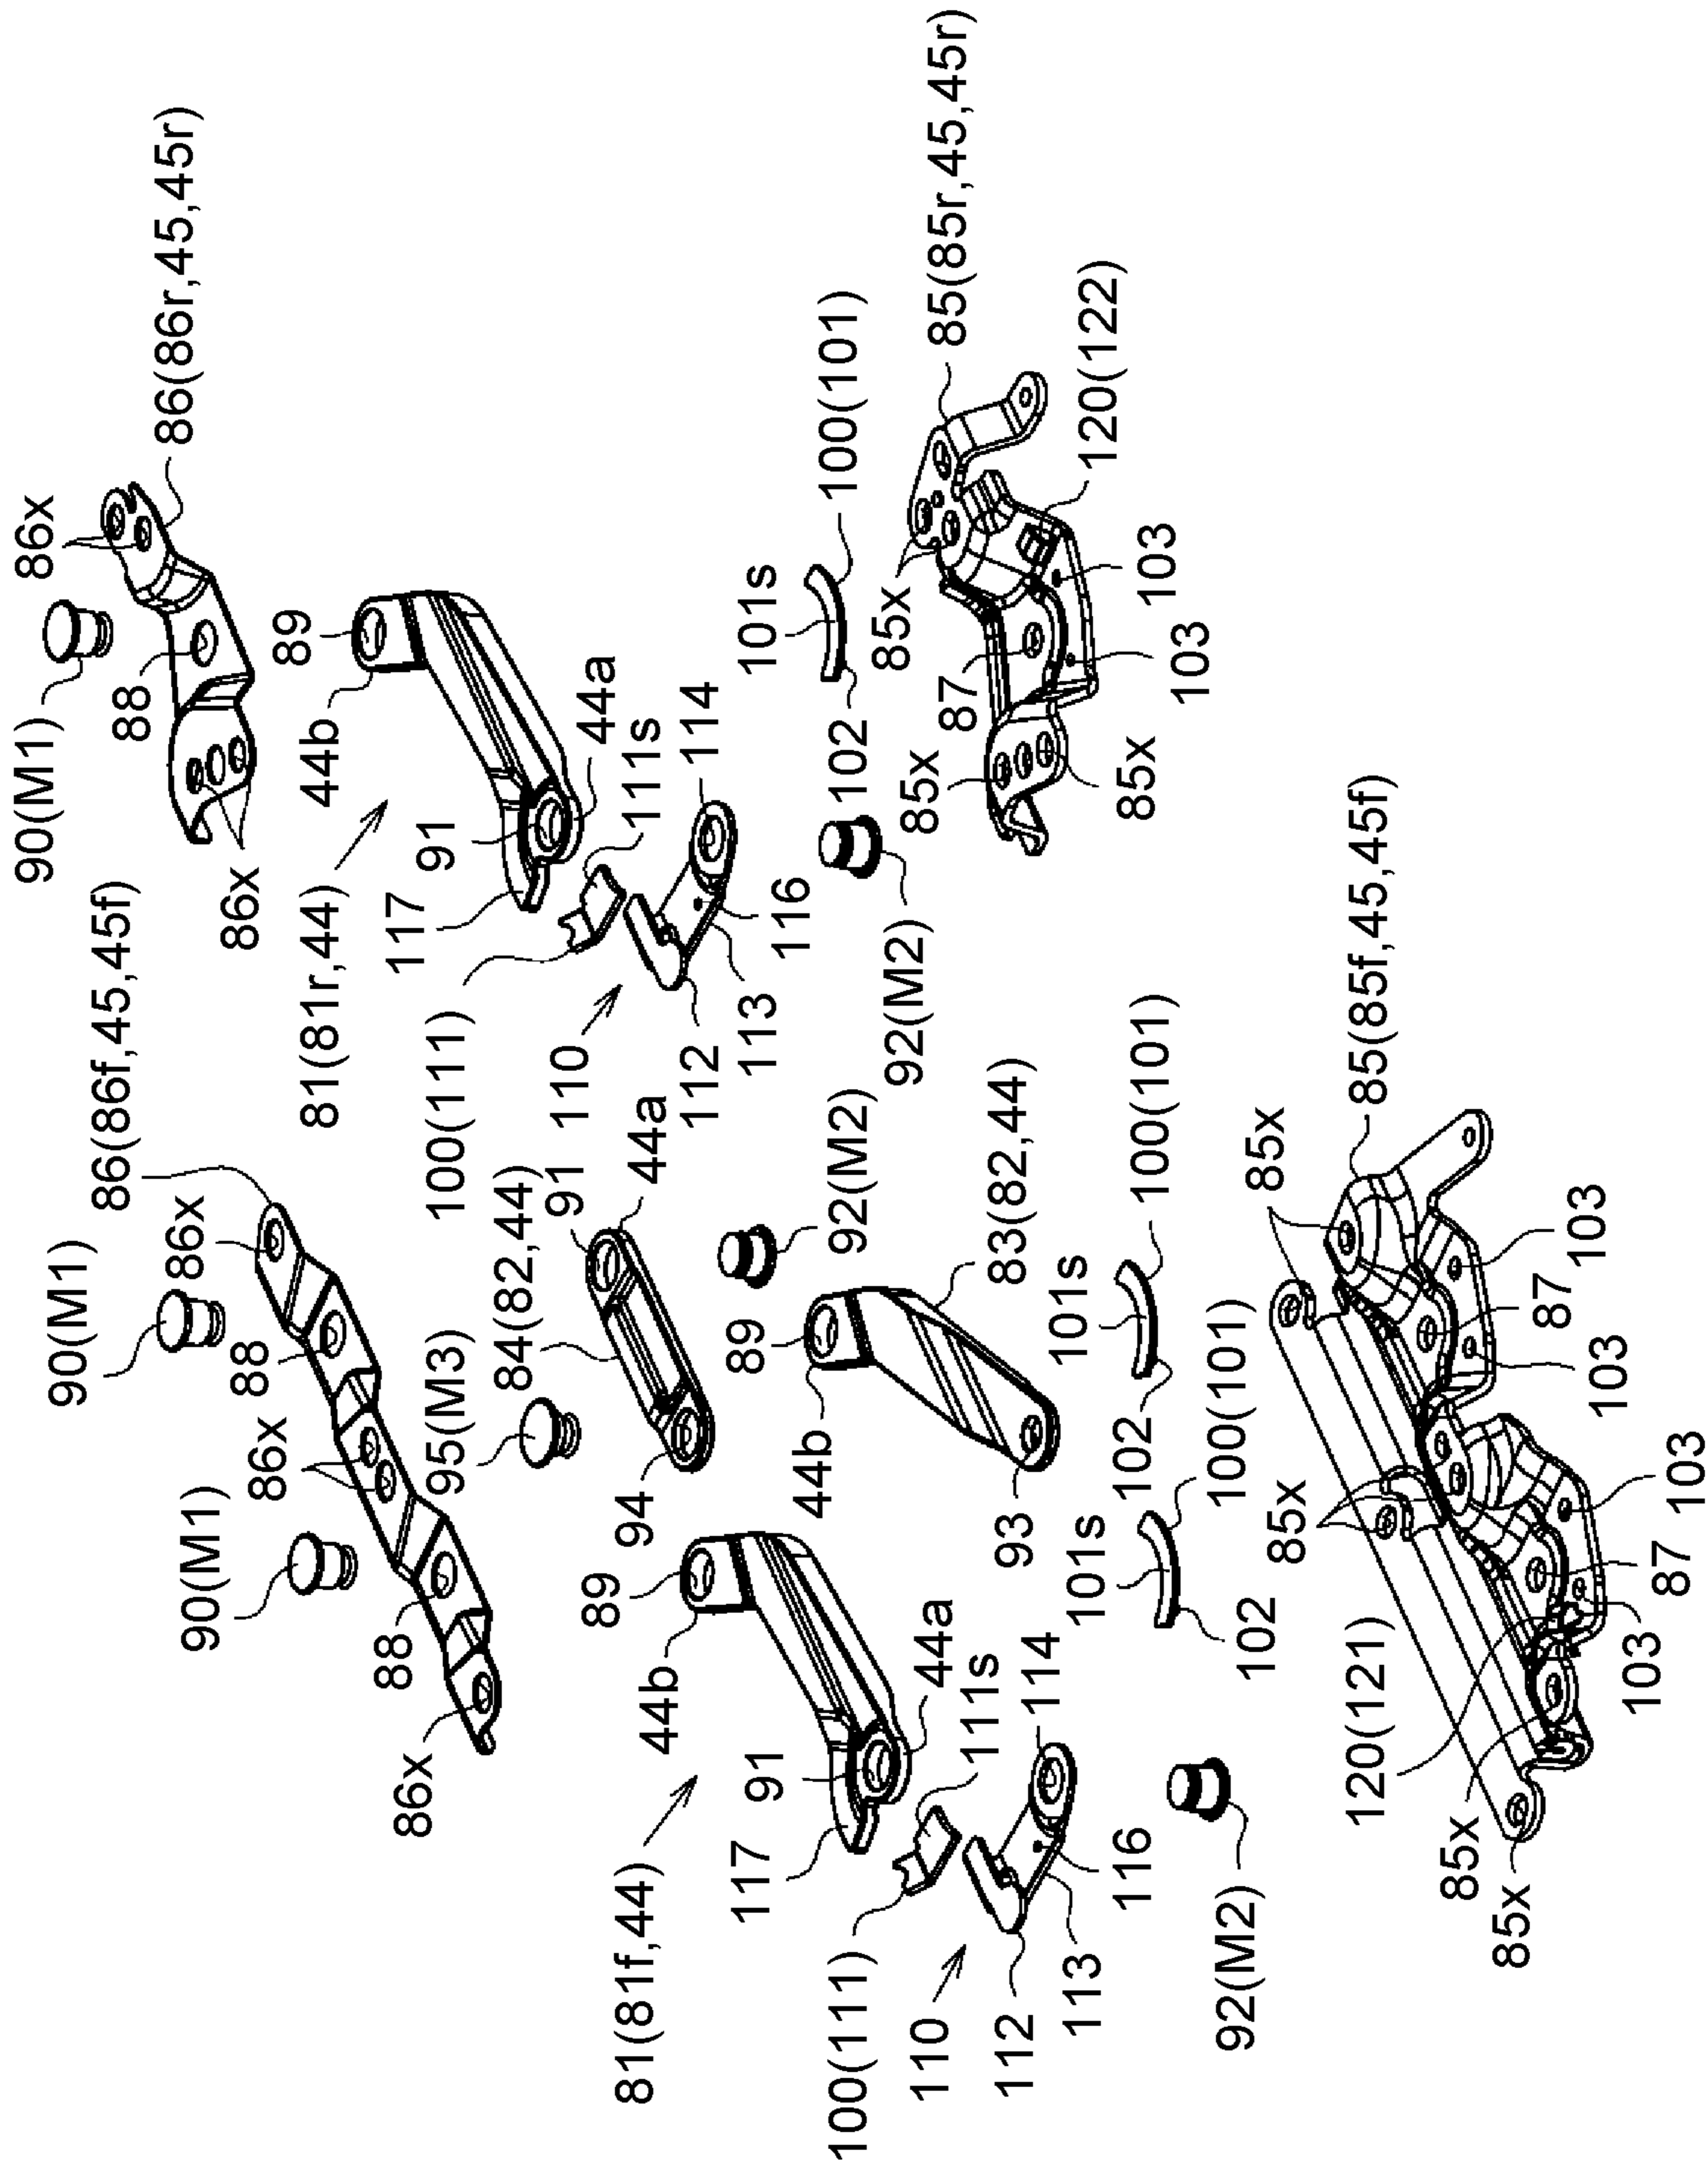 90(M1)
86x
90(M1)
86(86f,45,45f)
88
86(86r,45,45r)
86x
90(M1)
88
86x
86x
89
44b
81(81r,44)
88
86x
117
91
95(M3)
100(111)
84(82,44)
91
110
89
44a
81(81f,44)
94
111s
44a
44b
112
114
117
89
113
101s
91
116
44b
102
100(101)
100(111)
92(M2)
85x
92(M2)
85x
110
44a
85(85r,45,45r)
87
111s
83(82,44)
112
93
114
113
101s
101s
120(122)
116
102
85x
100(101)
103
103
100(101)
92(M2)
102
85x
85x
120(121)
85(85f,45,45f)
85x
85x
87
103
103
103
87
103